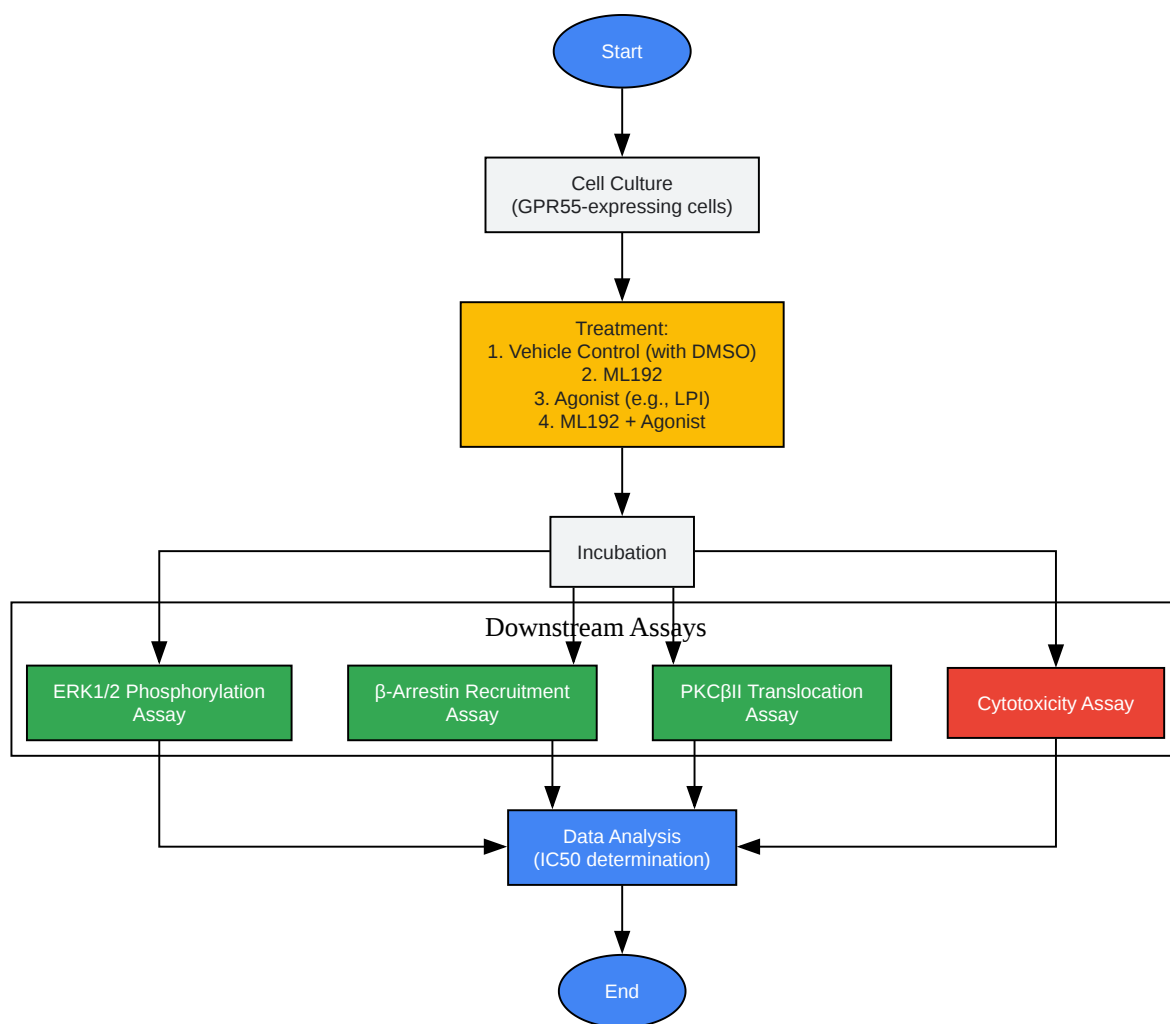 Start
Cell Culture
(GPR55-expressing cells)
Treatment:
1. Vehicle Control (with DMSO)
2. ML192
3. Agonist (e.g., LPI)
4. ML192 + Agonist
Incubation
Downstream Assays
ERK1/2 Phosphorylation
Assay
β-Arrestin Recruitment
Assay
PKCβII Translocation
Assay
Cytotoxicity Assay
Data Analysis
(IC50 determination)
End